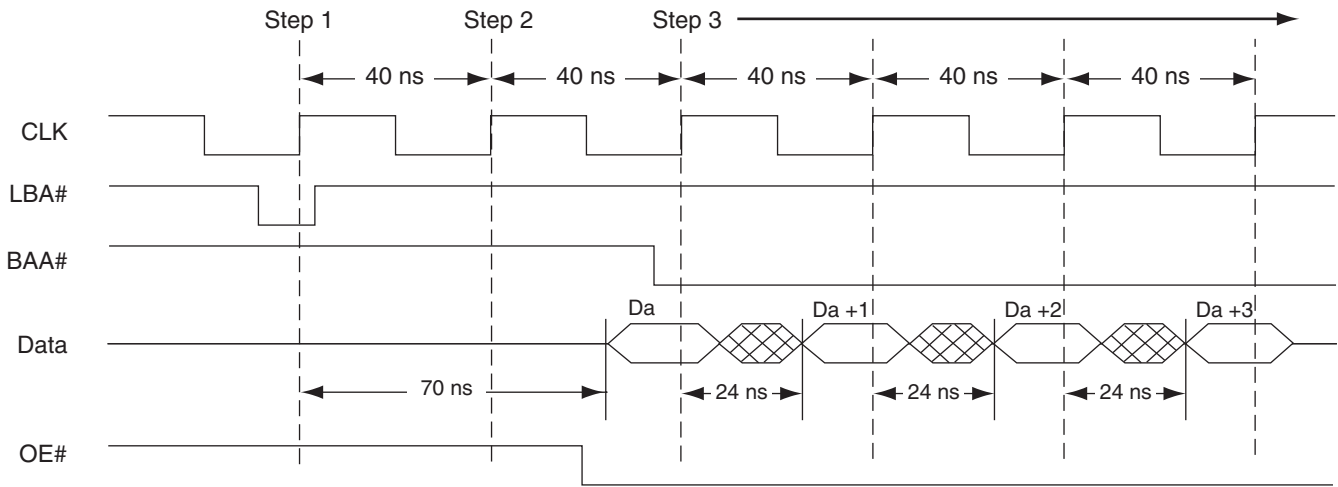 Step 1 Step 2 Step 3
40 ns 40 ns 40 ns 40 ns 40 ns
CLK
LBA#
BAA#
Da Da +1 Da +2 Da +3
Data
70 ns 24 ns 24 ns 24 ns
OE#